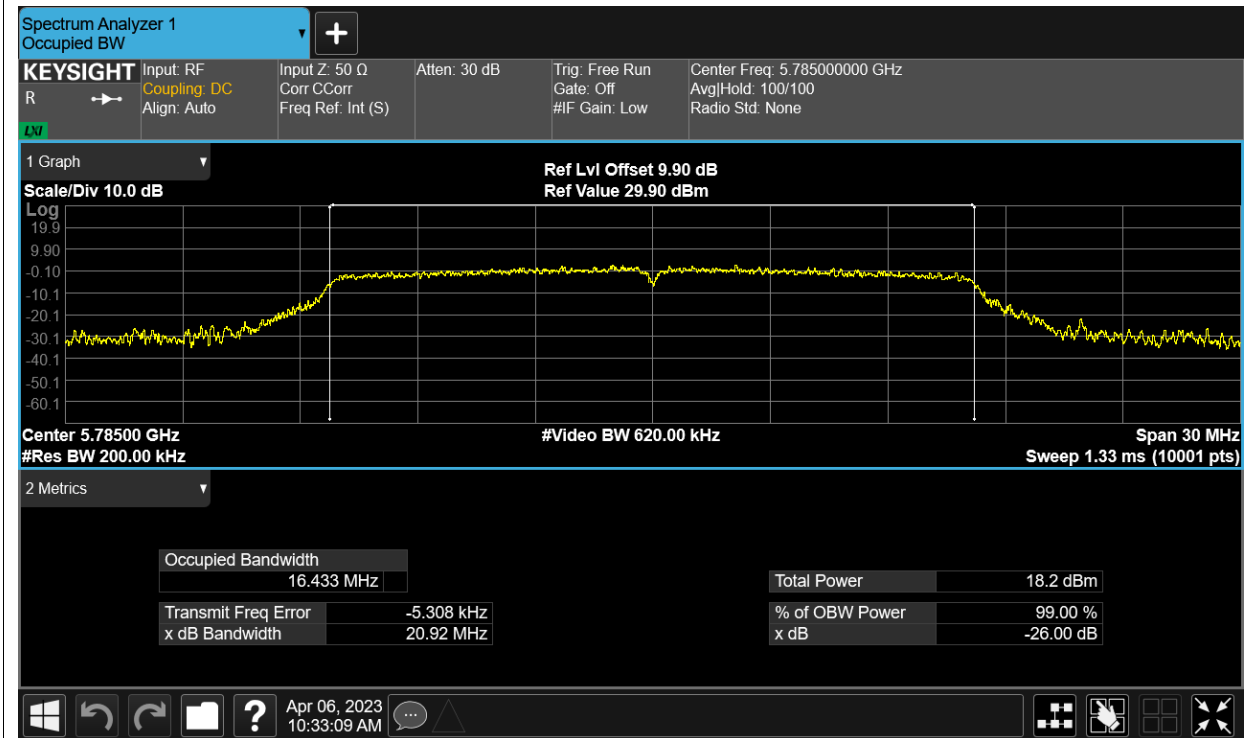 Spectrum Analyzer 1
Occupied BW
KEYSIGHT
R
LXI
Input: RF
Coupling: DC
Align: Auto
Input Z: 50 Ω
Corr CCorr
Freq Ref: Int (S)
Atten: 30 dB
Trig: Free Run
Gate: Off
#IF Gain: Low
Center Freq: 5.785000000 GHz
Avg|Hold: 100/100
Radio Std: None
1 Graph
Scale/Div 10.0 dB
Ref Lvl Offset 9.90 dB
Ref Value 29.90 dBm
Log
19.9
9.90
-0.10
-10.1
-20.1
-30.1
-40.1
-50.1
-60.1
Center 5.78500 GHz
#Res BW 200.00 kHz
#Video BW 620.00 kHz
Span 30 MHz
Sweep 1.33 ms (10001 pts)
2 Metrics
Occupied Bandwidth
16.433 MHz
Transmit Freq Error -5.308 kHz
x dB Bandwidth 20.92 MHz
Total Power 18.2 dBm
% of OBW Power 99.00 %
x dB -26.00 dB
?
Apr 06, 2023
10:33:09 AM